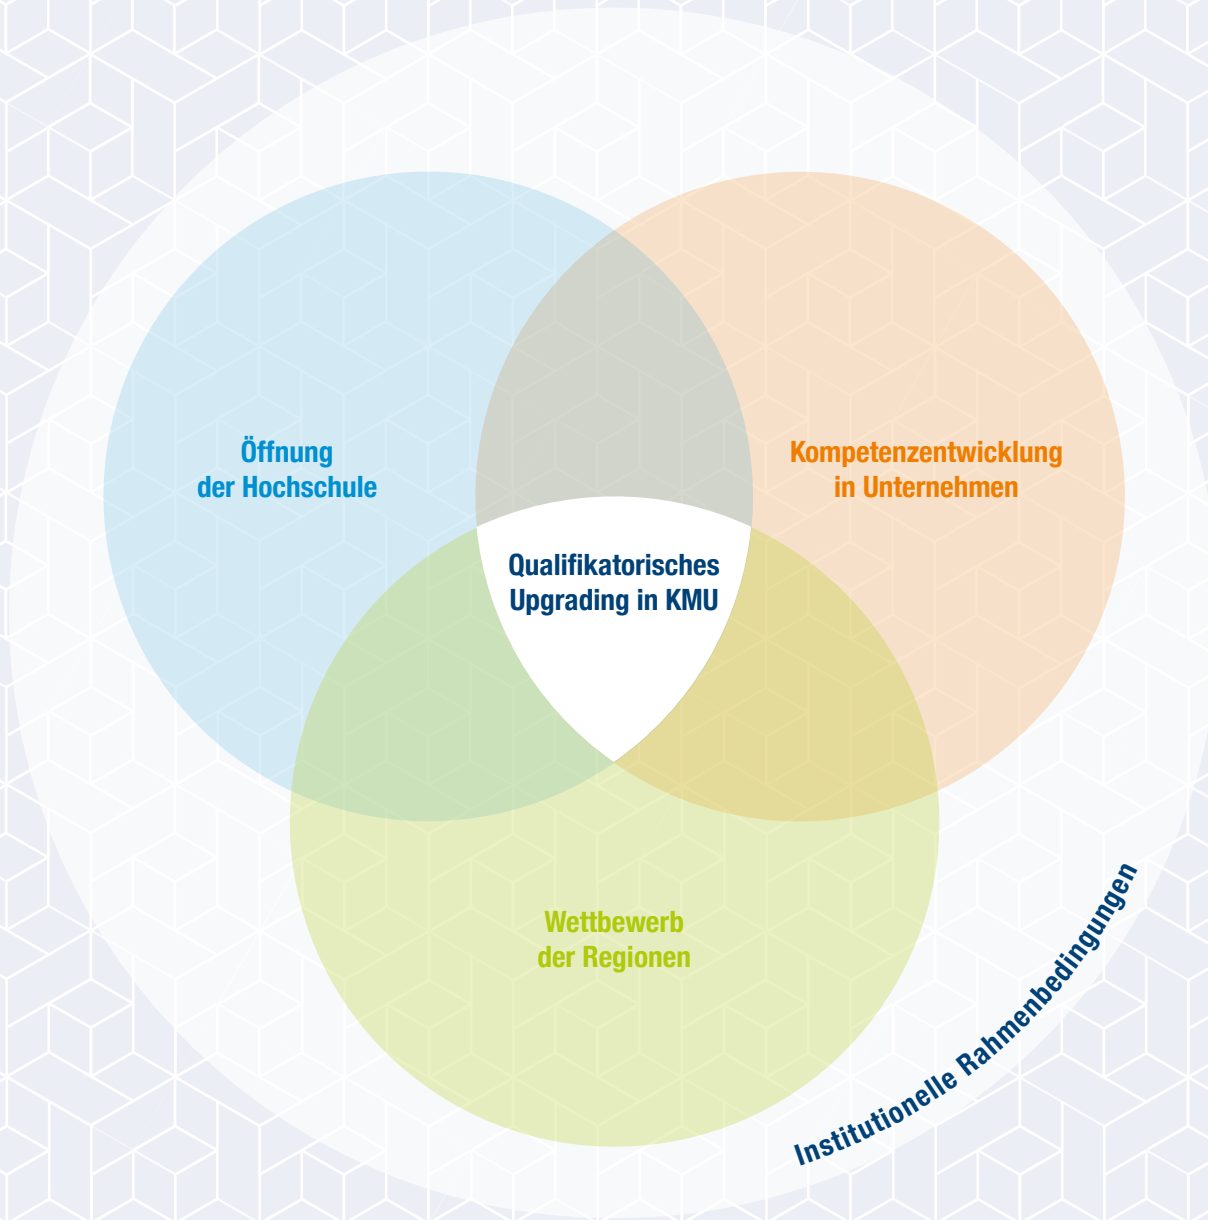 Öffnung
der Hochschule
Kompetenzentwicklung
in Unternehmen
Qualifikatorisches
Upgrading in KMU
Wettbewerb
der Regionen
Institutionelle Rahmenbedingungen